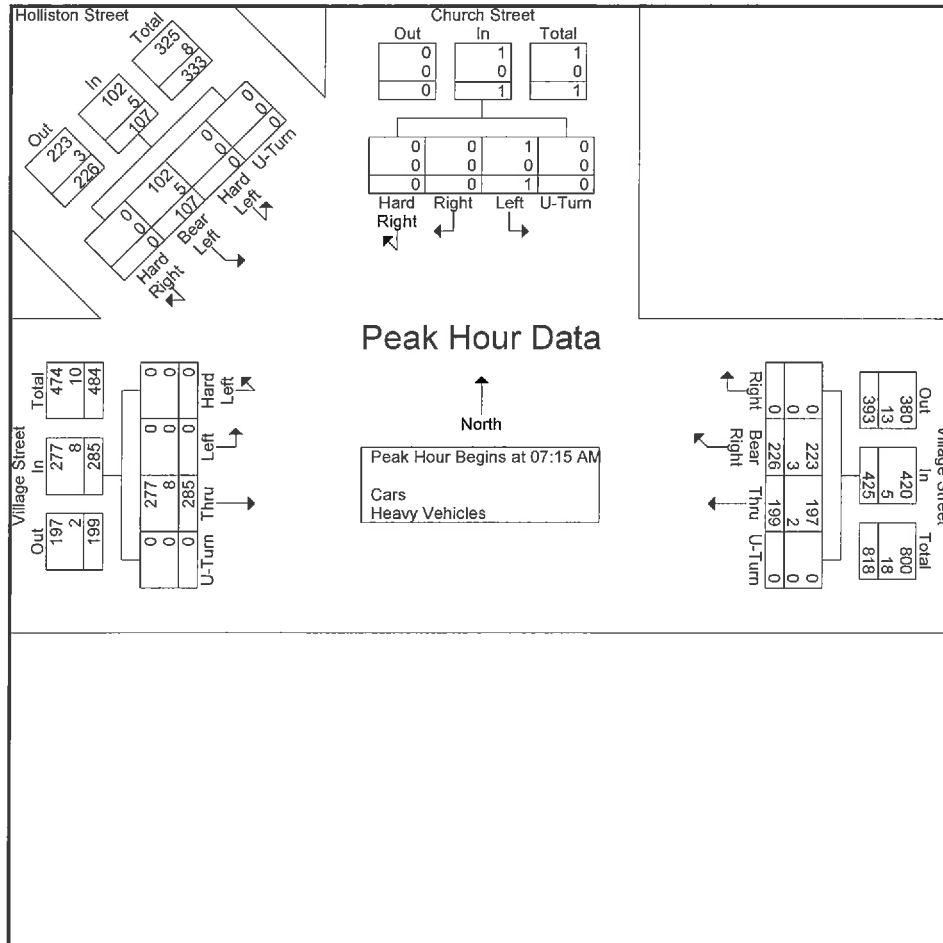 Holliston Street
Out
223
3
226
In
102
5
107
Total
325
8
333
0
0
0
Hard Right
102
5
107
Bear Left
0
0
0
Hard Left
0
0
0
U-Turn
Church Street
Out In Total
0 1 1
0 0 0
0 1 1
0 0 1 0
0 0 0 0
0 0 1 0
Hard Right Left U-Turn
Right
Peak Hour Data
North
Peak Hour Begins at 07:15 AM
Cars
Heavy Vehicles
Village Street
Out In Total
197 277 474
2 8 10
199 285 484
0 277 0 0
0 8 0 0
0 285 0 0
U-Turn Thru Left Hard
Left
Village Street
Out In Total
380 420 800
13 5 18
393 425 818
0 223 197 0
0 3 2 0
0 226 199 0
Right Bear Thru U-Turn
Right